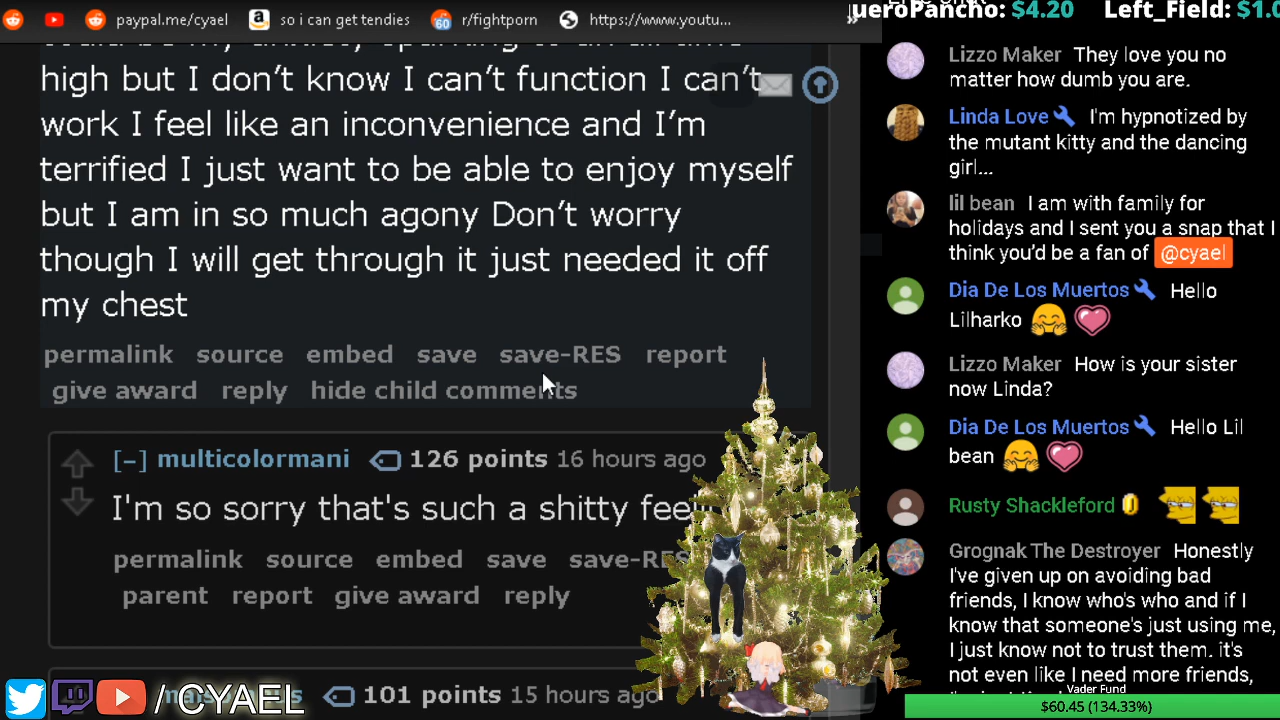 paypal.me/cyael so i can get tendies r/fightporn https://www.youtu... »
60
high but I don't know I can't function I can't
work I feel like an inconvenience and I'm
terrified I just want to be able to enjoy myself
but I am in so much agony Don't worry
though I will get through it just needed it off
my chest
permalink source embed save save-RES report
give award reply hide child comments
[–] multicolormani 126 points 16 hours ago
I'm so sorry that's such a shitty
permalink source embed save save-RES
parent report give award reply
101 points 15 hours ago
/CYAEL
ueroPancho: $4.20 Left_Field:
Lizzo Maker They love you no
matter how dumb you are.
Linda Love I'm hypnotized by
the mutant kitty and the dancing
girl...
lil bean I am with family for
holidays and I sent you a snap that I
think you'd be a fan of @cyael
Dia De Los Muertos Hello
Lilharko
Lizzo Maker How is your sister
now Linda?
Dia De Los Muertos Hello Lil
bean
Rusty Shackleford
Grognak The Destroyer Honestly
I've given up on avoiding bad
friends, I know who's who and if I
know that someone's just using me,
I just know not to trust them. it's
not even like I need more friends,
Vader Fund
$60.45 (134.33%)